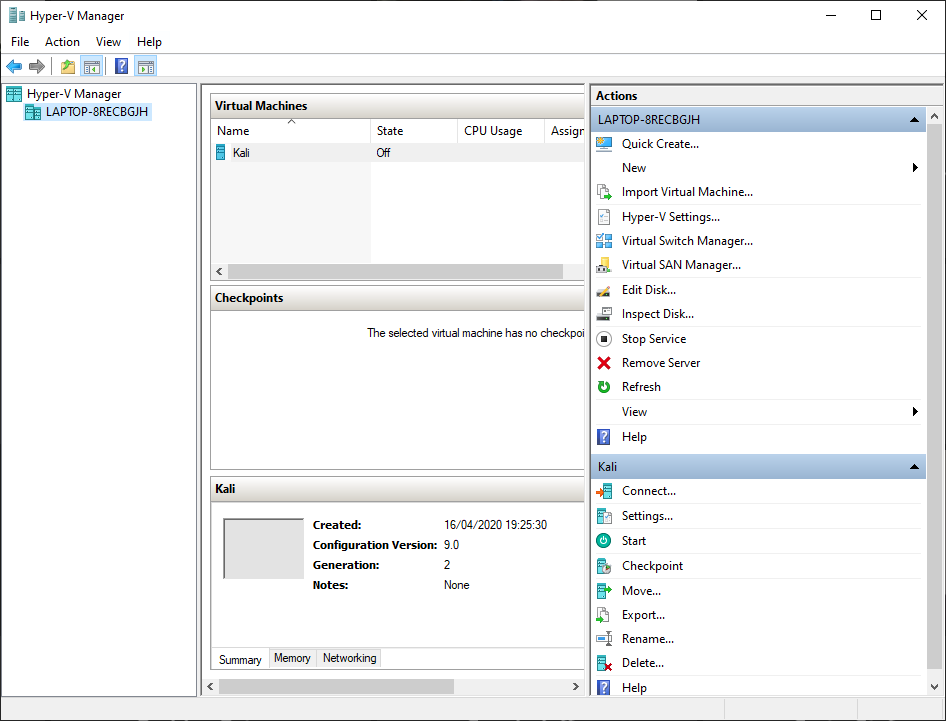 Hyper-V Manager
File Action View Help
Hyper-V Manager
LAPTOP-8RECBGJH
Virtual Machines
Name State CPU Usage Assign
Kali Off
Checkpoints
The selected virtual machine has no checkpoi
Kali
Created: 16/04/2020 19:25:30
Configuration Version: 9.0
Generation: 2
Notes: None
Summary Memory Networking
Actions
LAPTOP-8RECBGJH
Quick Create...
New
Import Virtual Machine...
Hyper-V Settings...
Virtual Switch Manager...
Virtual SAN Manager...
Edit Disk...
Inspect Disk...
Stop Service
Remove Server
Refresh
View
Help
Kali
Connect...
Settings...
Start
Checkpoint
Move...
Export...
Rename...
Delete...
Help